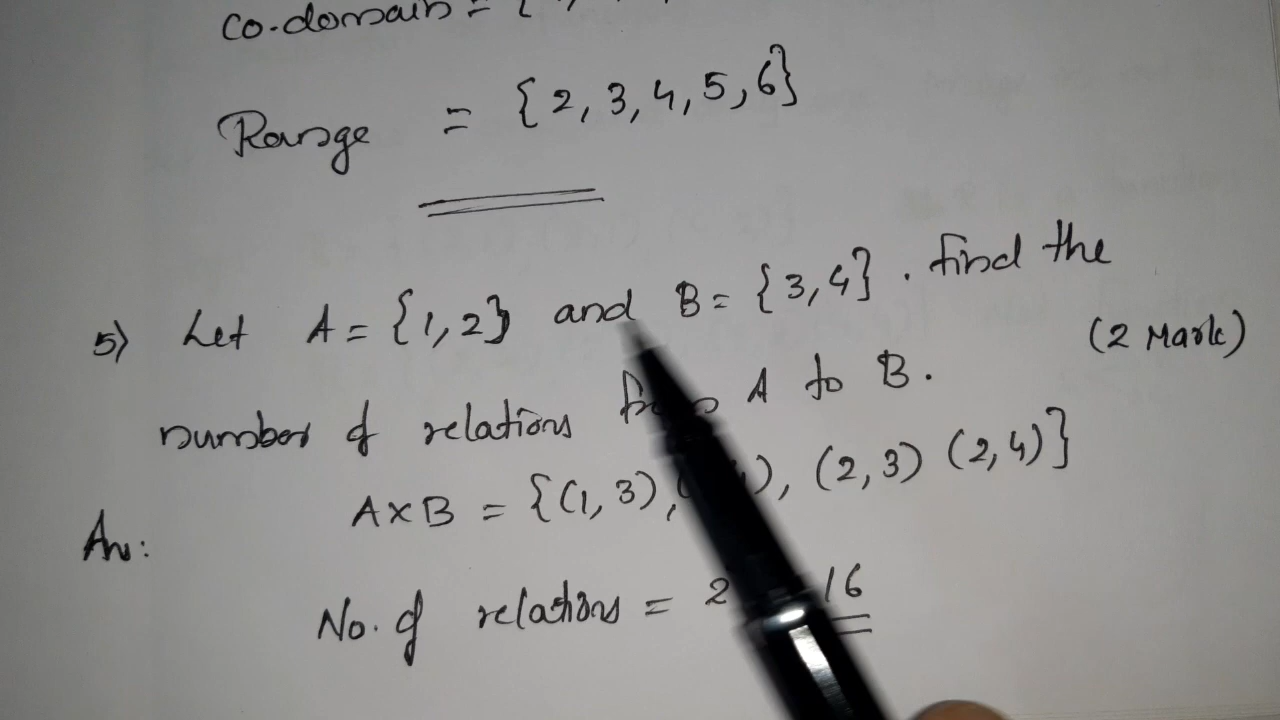 co-domain = {
Range = {2, 3, 4, 5, 6}
5) Let A = {1, 2} and B = {3, 4} . find the
(2 Mark)
number of relations A to B.
Ans: A×B = {(1, 3), ), (2, 3) (2, 4)}
No. of relations = 2 16